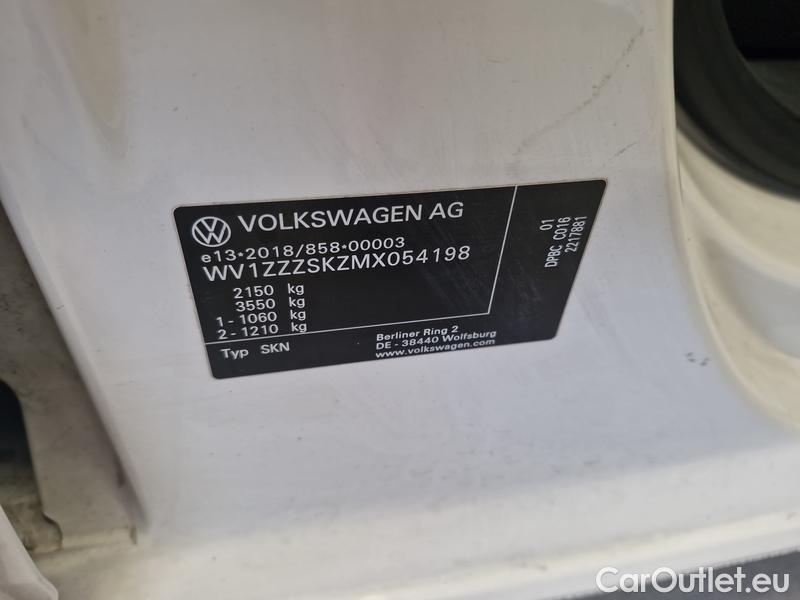 VOLKSWAGEN AG
e13*2018/858*00003
WV1ZZZSKZMX054198
2150 kg
3550 kg
1 - 1060 kg
2 - 1210 kg
Typ SKN
Berliner Ring 2
DE - 38440 Wolfsburg
www.volkswagen.com
01
DPBC C016
2217881
CarOutlet.eu